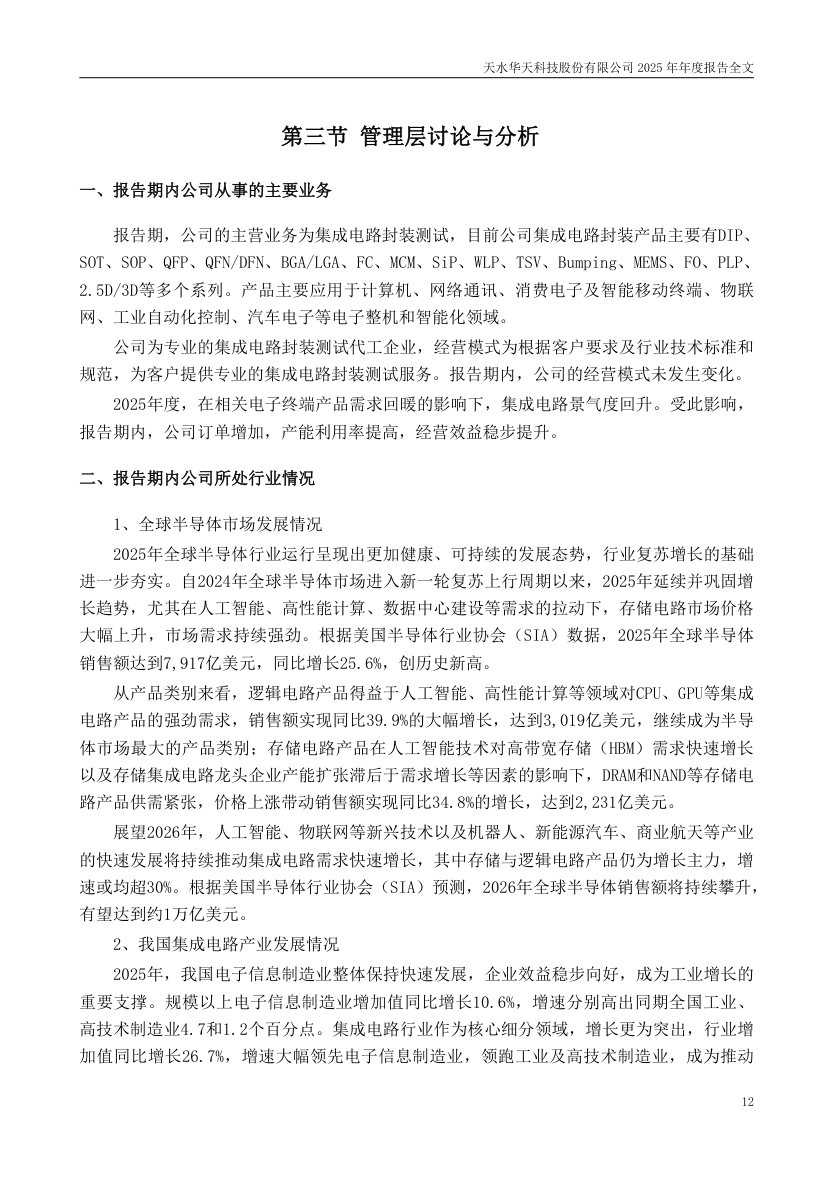 天水华天科技股份有限公司 2025 年年度报告全文
第三节 管理层讨论与分析
一、报告期内公司从事的主要业务
报告期，公司的主营业务为集成电路封装测试，目前公司集成电路封装产品主要有DIP、
SOT、SOP、QFP、QFN/DFN、BGA/LGA、FC、MCM、SiP、WLP、TSV、Bumping、MEMS、FO、PLP、
2.5D/3D等多个系列。产品主要应用于计算机、网络通讯、消费电子及智能移动终端、物联
网、工业自动化控制、汽车电子等电子整机和智能化领域。
公司为专业的集成电路封装测试代工企业，经营模式为根据客户要求及行业技术标准和
规范，为客户提供专业的集成电路封装测试服务。报告期内，公司的经营模式未发生变化。
2025年度，在相关电子终端产品需求回暖的影响下，集成电路景气度回升。受此影响，
报告期内，公司订单增加，产能利用率提高，经营效益稳步提升。
二、报告期内公司所处行业情况
1、全球半导体市场发展情况
2025年全球半导体行业运行呈现出更加健康、可持续的发展态势，行业复苏增长的基础
进一步夯实。自2024年全球半导体市场进入新一轮复苏上行周期以来，2025年延续并巩固增
长趋势，尤其在人工智能、高性能计算、数据中心建设等需求的拉动下，存储电路市场价格
大幅上升，市场需求持续强劲。根据美国半导体行业协会（SIA）数据，2025年全球半导体
销售额达到7,917亿美元，同比增长25.6%，创历史新高。
从产品类别来看，逻辑电路产品得益于人工智能、高性能计算等领域对CPU、GPU等集成
电路产品的强劲需求，销售额实现同比39.9%的大幅增长，达到3,019亿美元，继续成为半导
体市场最大的产品类别；存储电路产品在人工智能技术对高带宽存储（HBM）需求快速增长
以及存储集成电路龙头企业产能扩张滞后于需求增长等因素的影响下，DRAM和NAND等存储电
路产品供需紧张，价格上涨带动销售额实现同比34.8%的增长，达到2,231亿美元。
展望2026年，人工智能、物联网等新兴技术以及机器人、新能源汽车、商业航天等产业
的快速发展将持续推动集成电路需求快速增长，其中存储与逻辑电路产品仍为增长主力，增
速或均超30%。根据美国半导体行业协会（SIA）预测，2026年全球半导体销售额将持续攀升，
有望达到约1万亿美元。
2、我国集成电路产业发展情况
2025年，我国电子信息制造业整体保持快速发展，企业效益稳步向好，成为工业增长的
重要支撑。规模以上电子信息制造业增加值同比增长10.6%，增速分别高出同期全国工业、
高技术制造业4.7和1.2个百分点。集成电路行业作为核心细分领域，增长更为突出，行业增
加值同比增长26.7%，增速大幅领先电子信息制造业，领跑工业及高技术制造业，成为推动
12